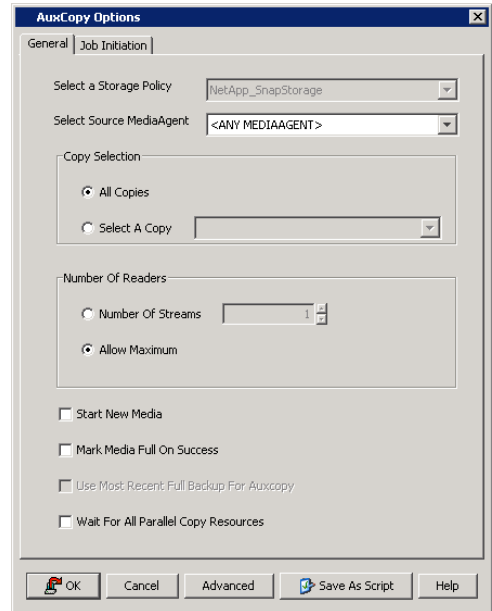 AuxCopy Options
General Job Initiation
Select a Storage Policy NetApp_SnapStorage
Select Source MediaAgent <ANY MEDIAAGENT>
Copy Selection
All Copies
Select A Copy
Number Of Readers
Number Of Streams 1
Allow Maximum
Start New Media
Mark Media Full On Success
Use Most Recent Full Backup For Auxcopy
Wait For All Parallel Copy Resources
OK Cancel Advanced Save As Script Help